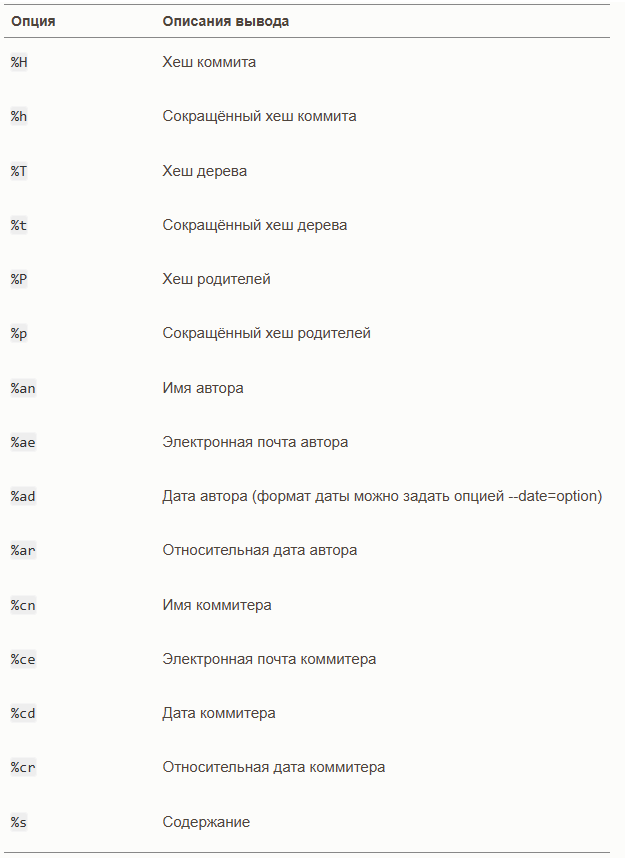 Опция Описания вывода
%H Хеш коммита
%h Сокращённый хеш коммита
%T Хеш дерева
%t Сокращённый хеш дерева
%P Хеш родителей
%p Сокращённый хеш родителей
%an Имя автора
%ae Электронная почта автора
%ad Дата автора (формат даты можно задать опцией --date=option)
%ar Относительная дата автора
%cn Имя коммитера
%ce Электронная почта коммитера
%cd Дата коммитера
%cr Относительная дата коммитера
%s Содержание